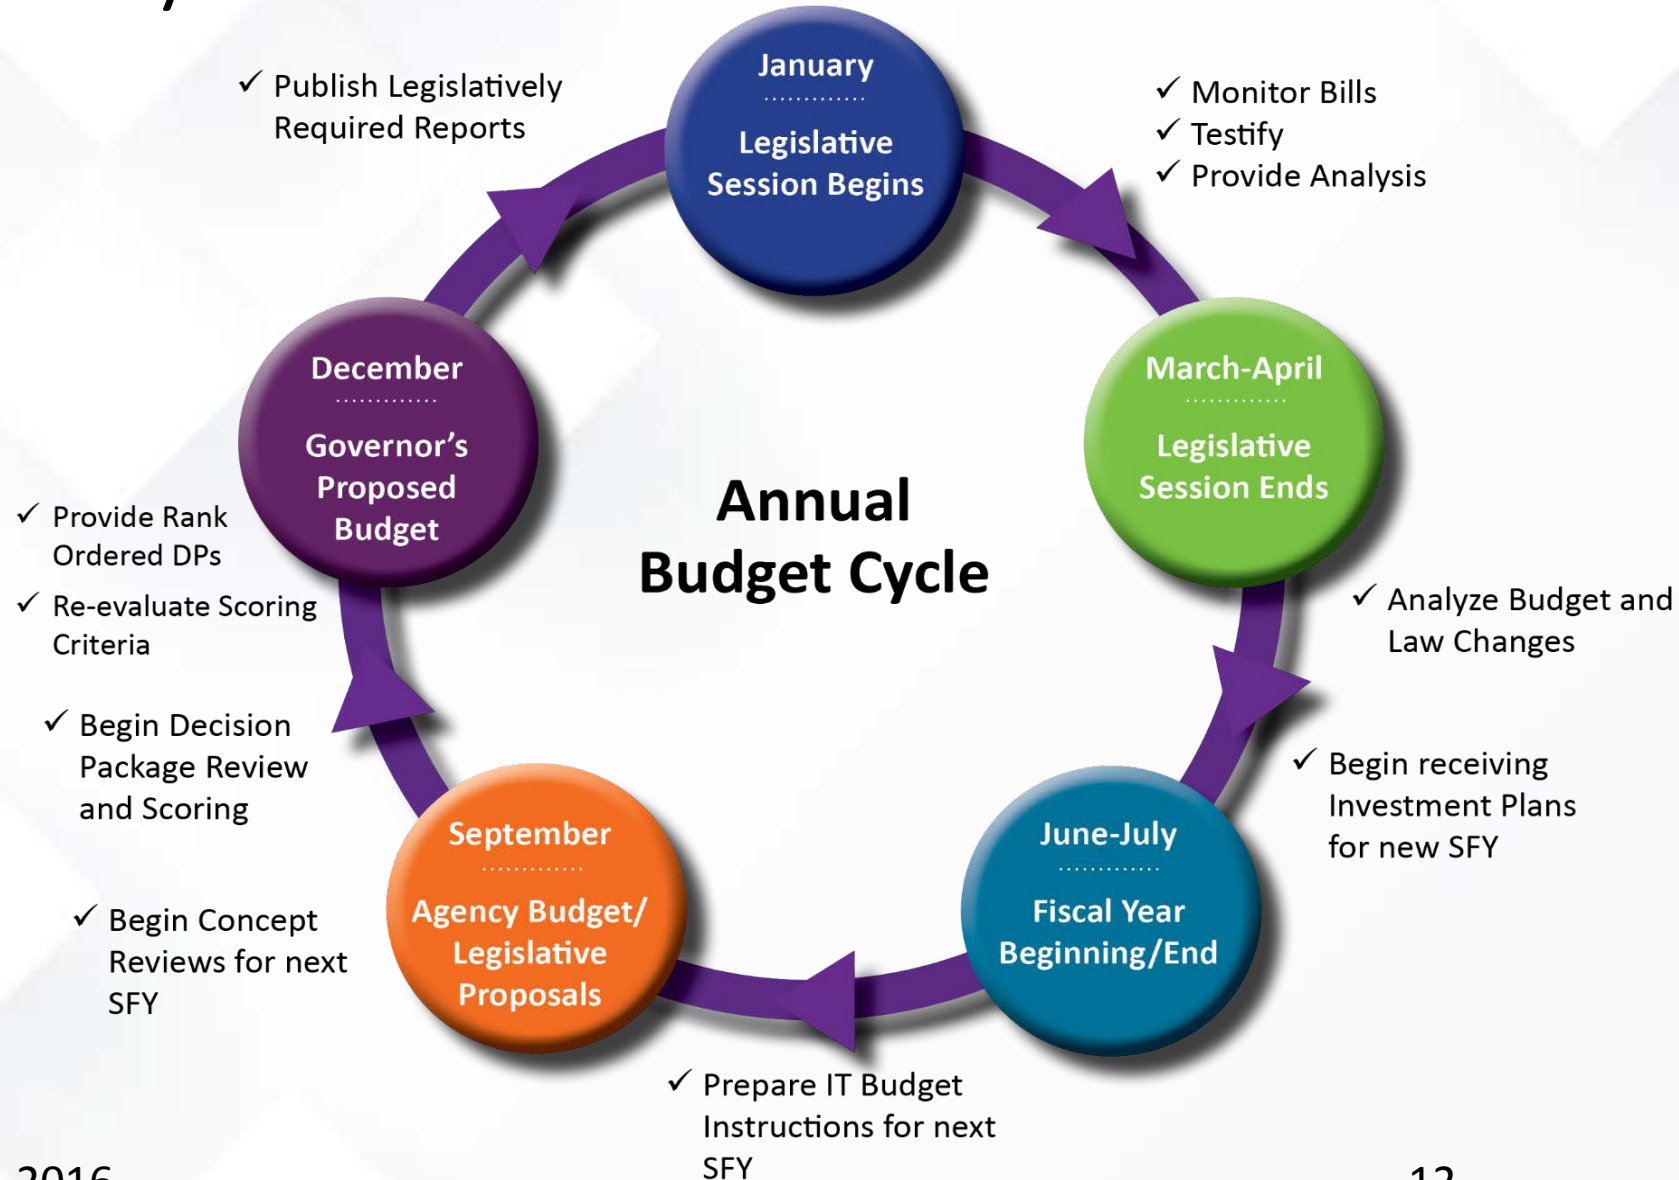 January
Legislative
Session Begins
✓ Monitor Bills
✓ Testify
✓ Provide Analysis
March-April
Legislative
Session Ends
✓ Analyze Budget and
Law Changes
✓ Begin receiving
Investment Plans
for new SFY
June-July
Fiscal Year
Beginning/End
✓ Prepare IT Budget
Instructions for next
SFY
September
Agency Budget/
Legislative
Proposals
✓ Begin Concept
Reviews for next
SFY
✓ Begin Decision
Package Review
and Scoring
✓ Re-evaluate Scoring
Criteria
✓ Provide Rank
Ordered DPs
December
Governor’s
Proposed
Budget
✓ Publish Legislatively
Required Reports
Annual
Budget Cycle
2016
12